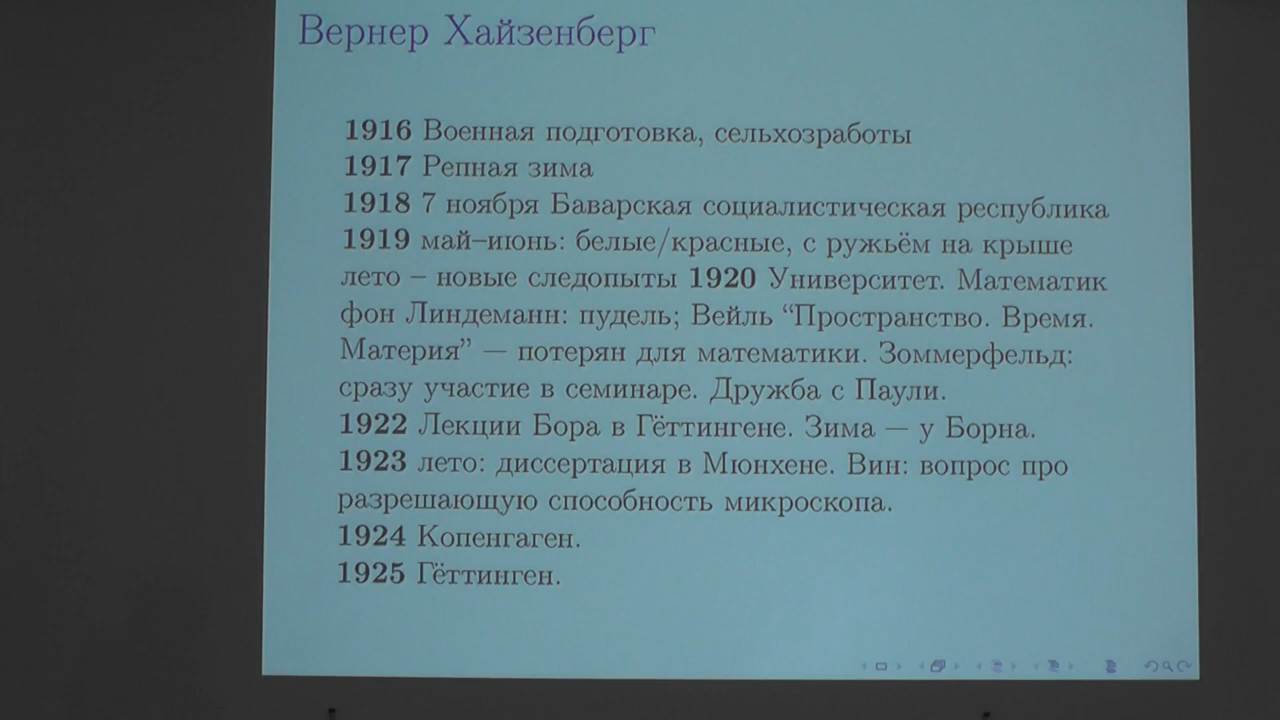 Вернер Хайзенберг
1916 Военная подготовка, сельхозработы
1917 Репная зима
1918 7 ноября Баварская социалистическая республика
1919 май–июнь: белые/красные, с ружьём на крыше
лето – новые следопыты 1920 Университет. Математик
фон Линдеманн: пудель; Вейль “Пространство. Время.
Материя” — потерян для математики. Зоммерфельд:
сразу участие в семинаре. Дружба с Паули.
1922 Лекции Бора в Гёттингене. Зима — у Борна.
1923 лето: диссертация в Мюнхене. Вин: вопрос про
разрешающую способность микроскопа.
1924 Копенгаген.
1925 Гёттинген.